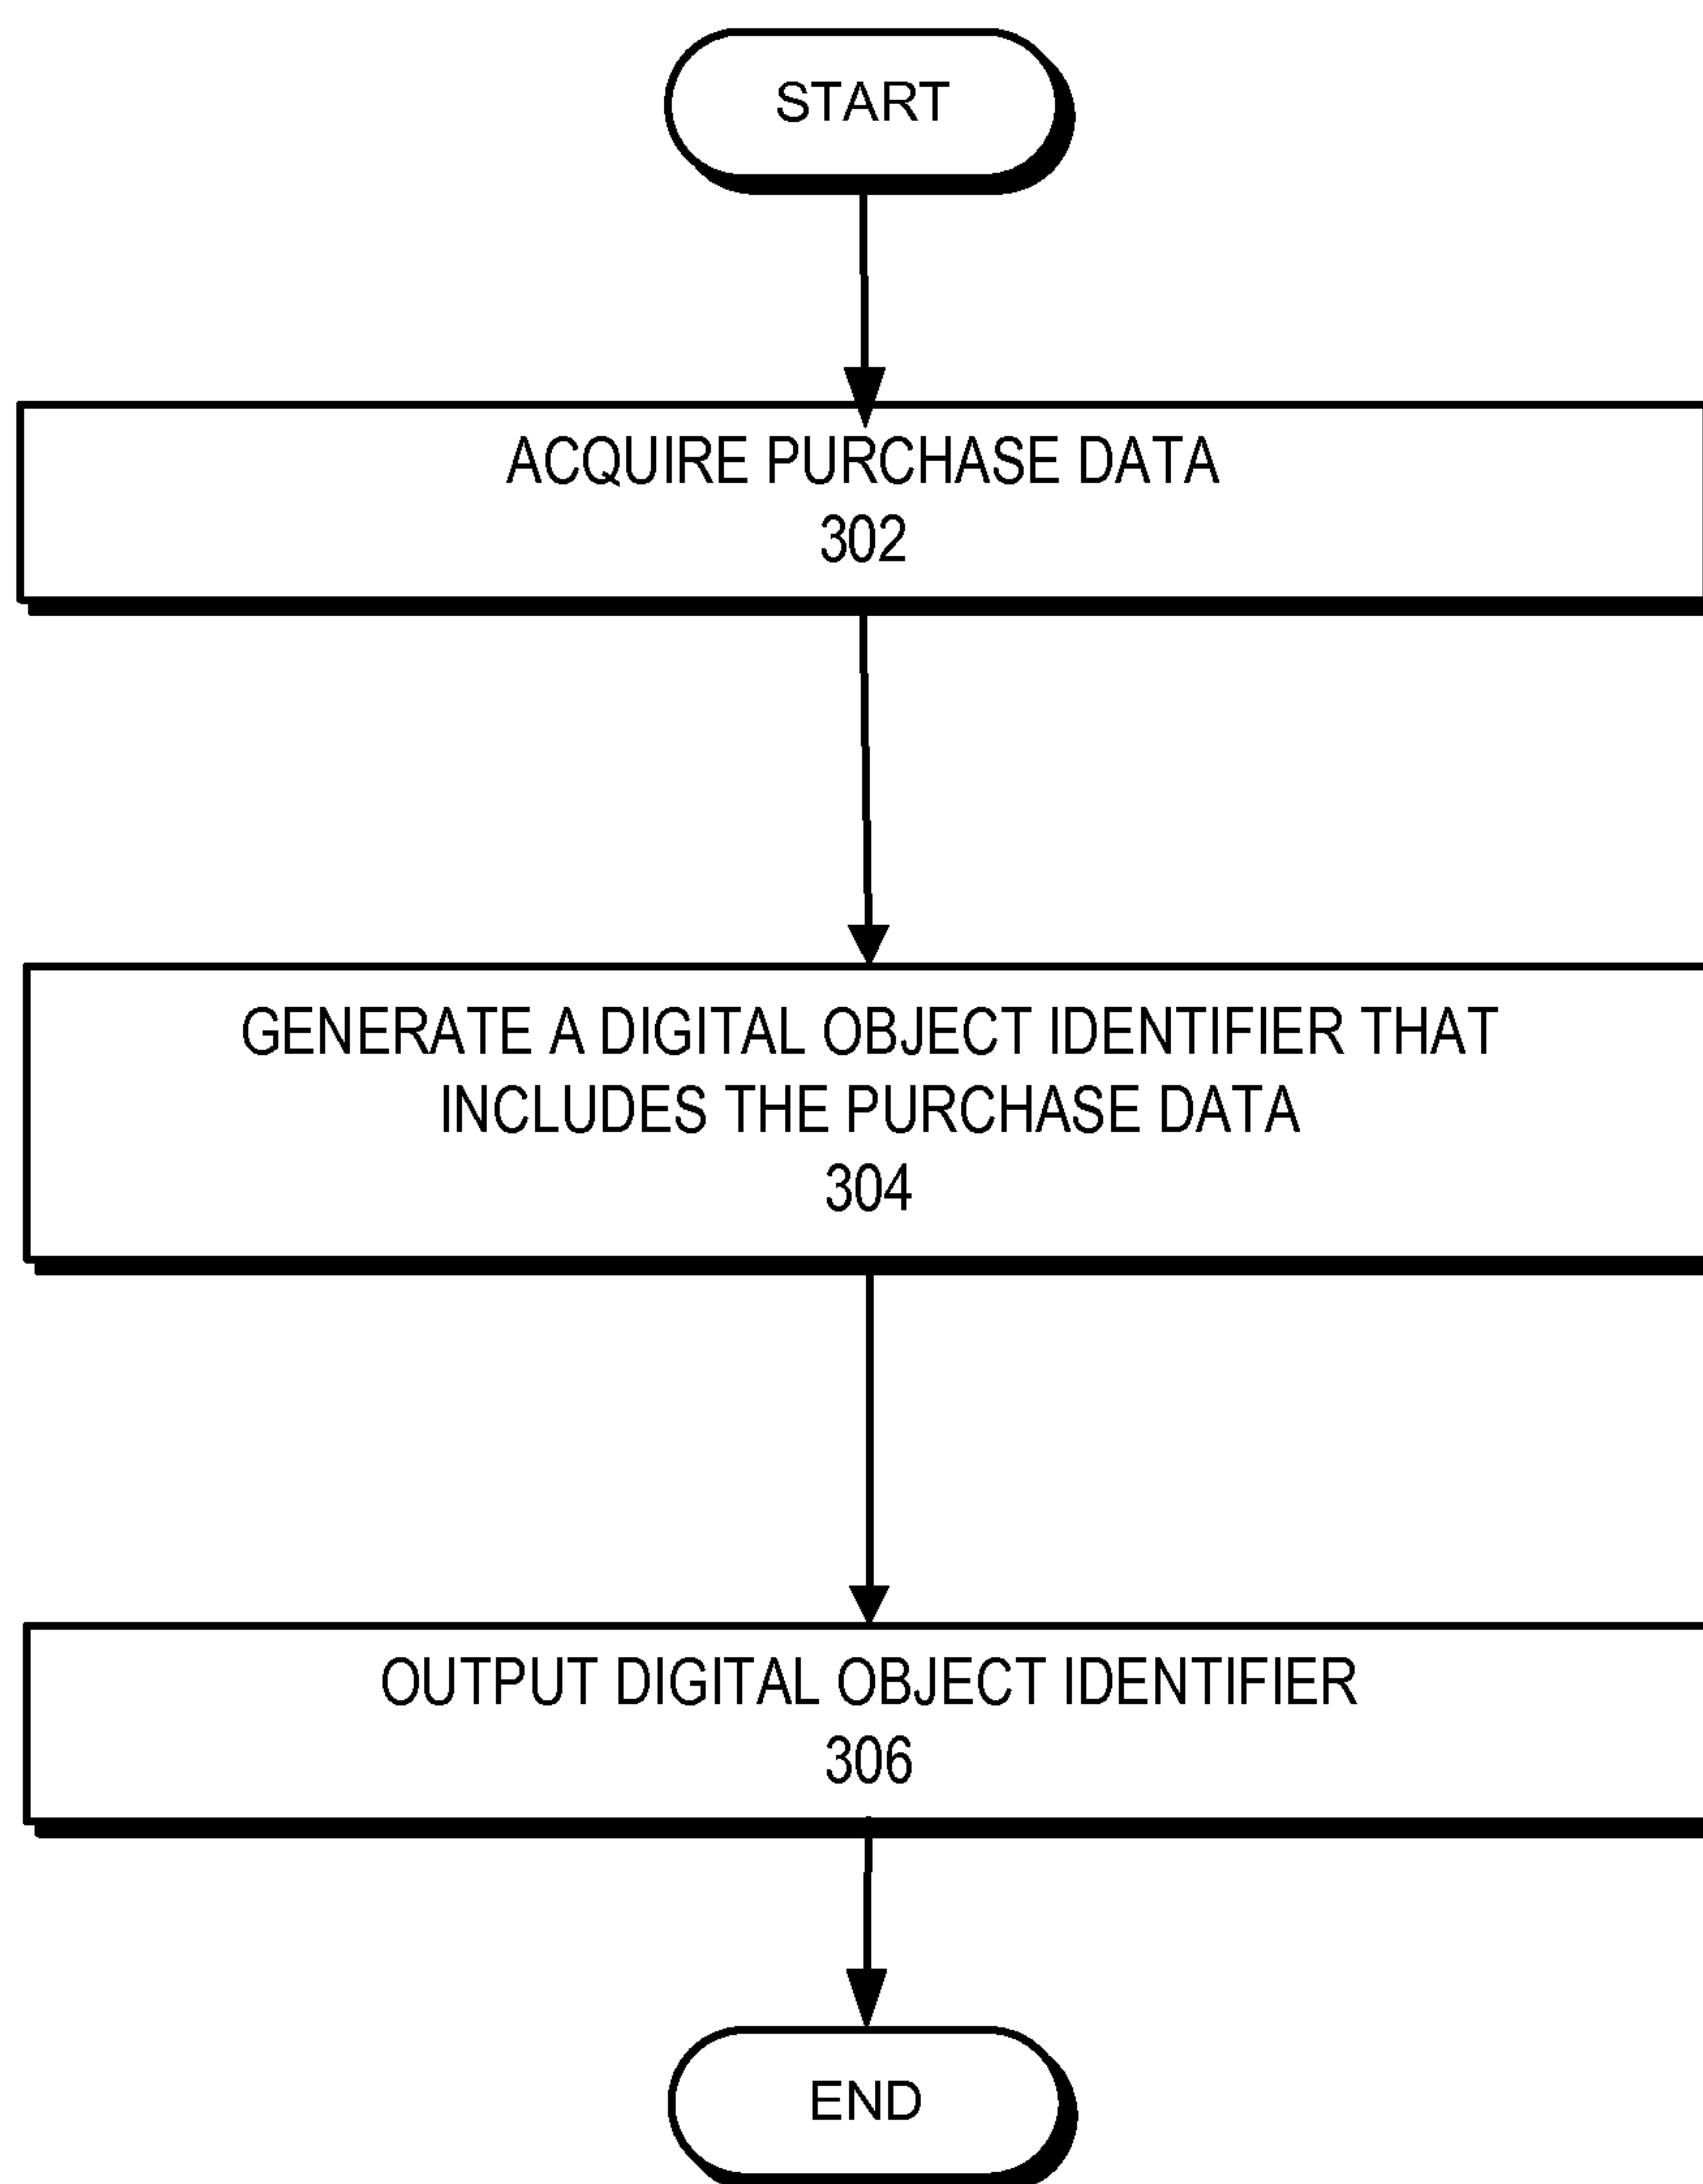 START
ACQUIRE PURCHASE DATA
302
GENERATE A DIGITAL OBJECT IDENTIFIER THAT
INCLUDES THE PURCHASE DATA
304
OUTPUT DIGITAL OBJECT IDENTIFIER
306
END